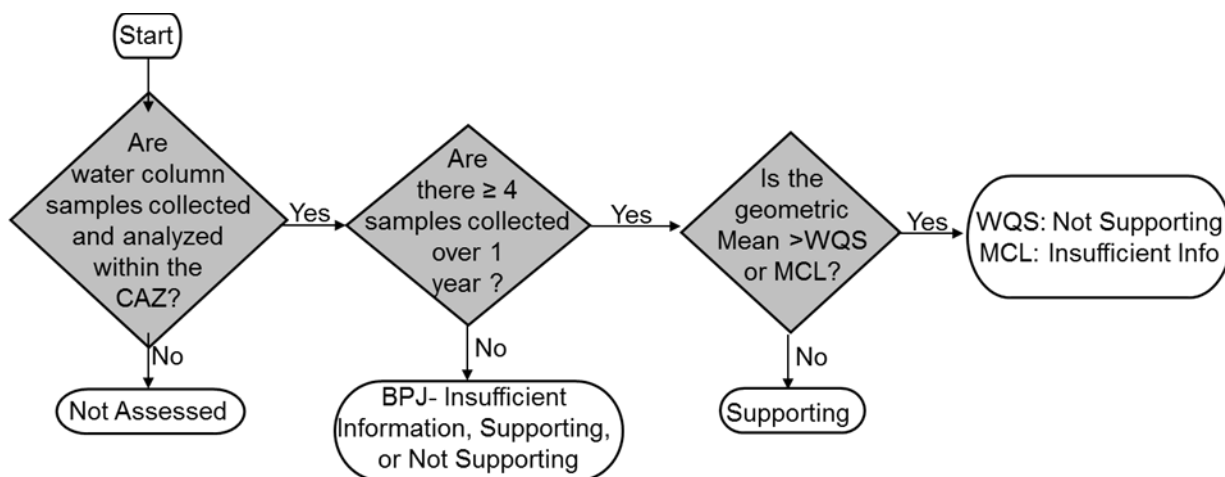 Start
Are
water column
samples collected
and analyzed
within the
CAZ?
Yes
No
Not Assessed
Are
there ≥ 4
samples collected
over 1
year ?
Yes
No
BPJ- Insufficient
Information, Supporting,
or Not Supporting
Is the
geometric
Mean >WQS
or MCL?
Yes
No
Supporting
WQS: Not Supporting
MCL: Insufficient Info